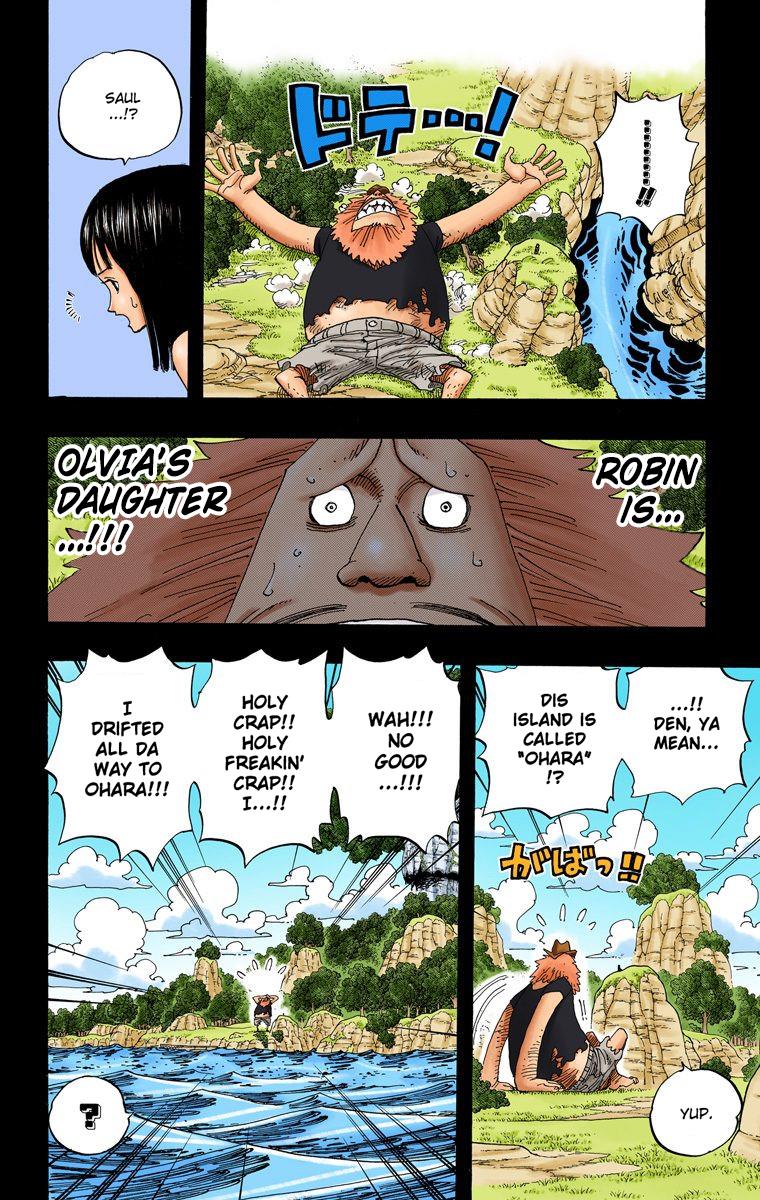 .........!!
ドテ…!
SAUL
...!?
ROBIN
IS...
OLVIA'S
DAUGHTER
...!!!
...!!
DEN, YA
MEAN...
DIS
ISLAND IS
CALLED
"OHARA"
!?
がばっ!!
YUP.
WAH!!!
NO
GOOD
...!!!
HOLY
CRAP!!
HOLY
FREAKIN'
CRAP!!
I...!!
I
DRIFTED
ALL DA
WAY TO
OHARA!!!
?